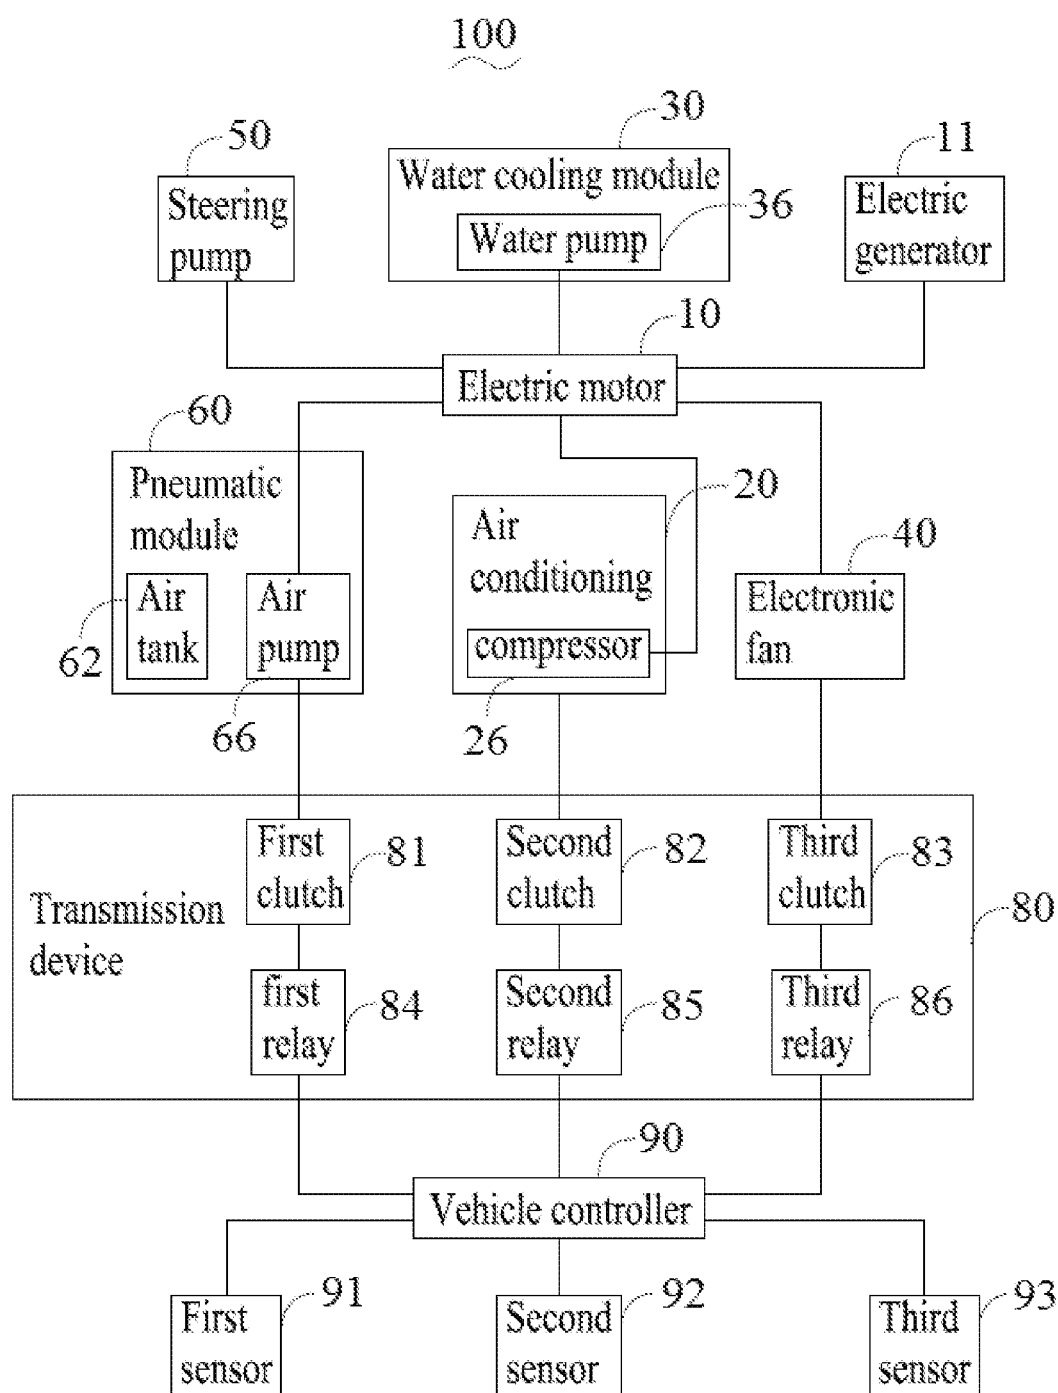 100
50
30
11
Steering
pump
Water cooling module
Water pump
36
Electric
generator
10
Electric motor
60
Pneumatic
module
20
Air
conditioning
40
Air
tank
Air
pump
compressor
Electronic
fan
62
66
26
First
clutch
81
Second
clutch
82
Third
clutch
83
Transmission
device
80
first
relay
84
Second
relay
85
Third
relay
86
90
Vehicle controller
First
sensor
91
Second
sensor
92
Third
sensor
93